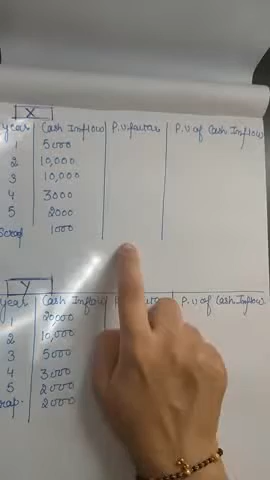 X
year Cash Inflow P.V.factor P.V of Cash Inflow
1 5000
2 10,000
3 10,000
4 3000
5 2000
Scrap 1000
Y
year Cash Inflow P.V of Cash Inflow
1 20000
2 10,000
3 5000
4 3000
5 2000
rap. 2000